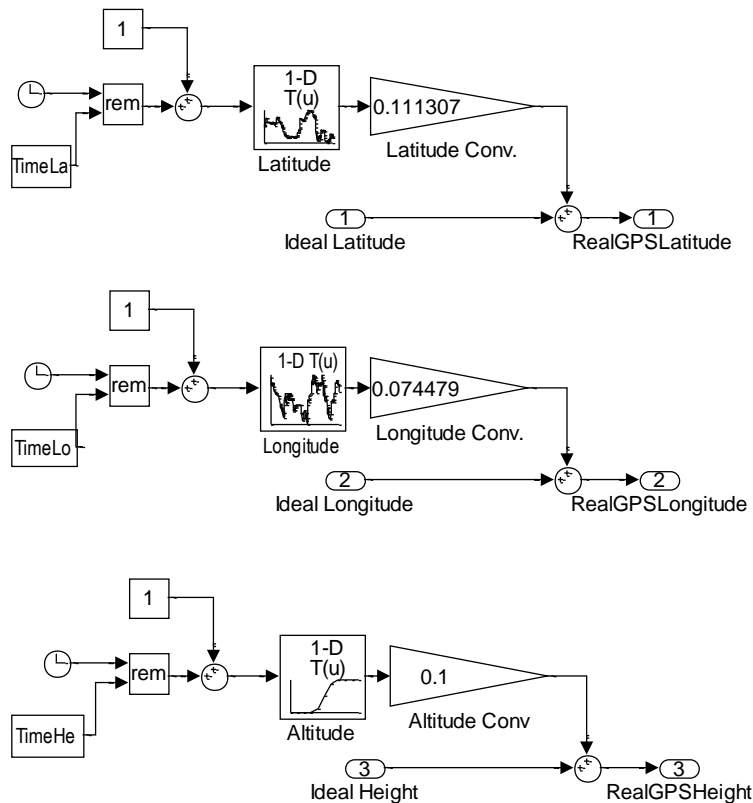 1
1-D
T(u)
rem
0.111307
TimeLa
Latitude
Latitude Conv.
1
1
Ideal Latitude
RealGPSLatitude
1
1-D T(u)
rem
0.074479
TimeLo
Longitude
Longitude Conv.
2
2
Ideal Longitude
RealGPSLongitude
1
1-D
T(u)
rem
0.1
TimeHe
Altitude
Altitude Conv
3
3
Ideal Height
RealGPSHeight